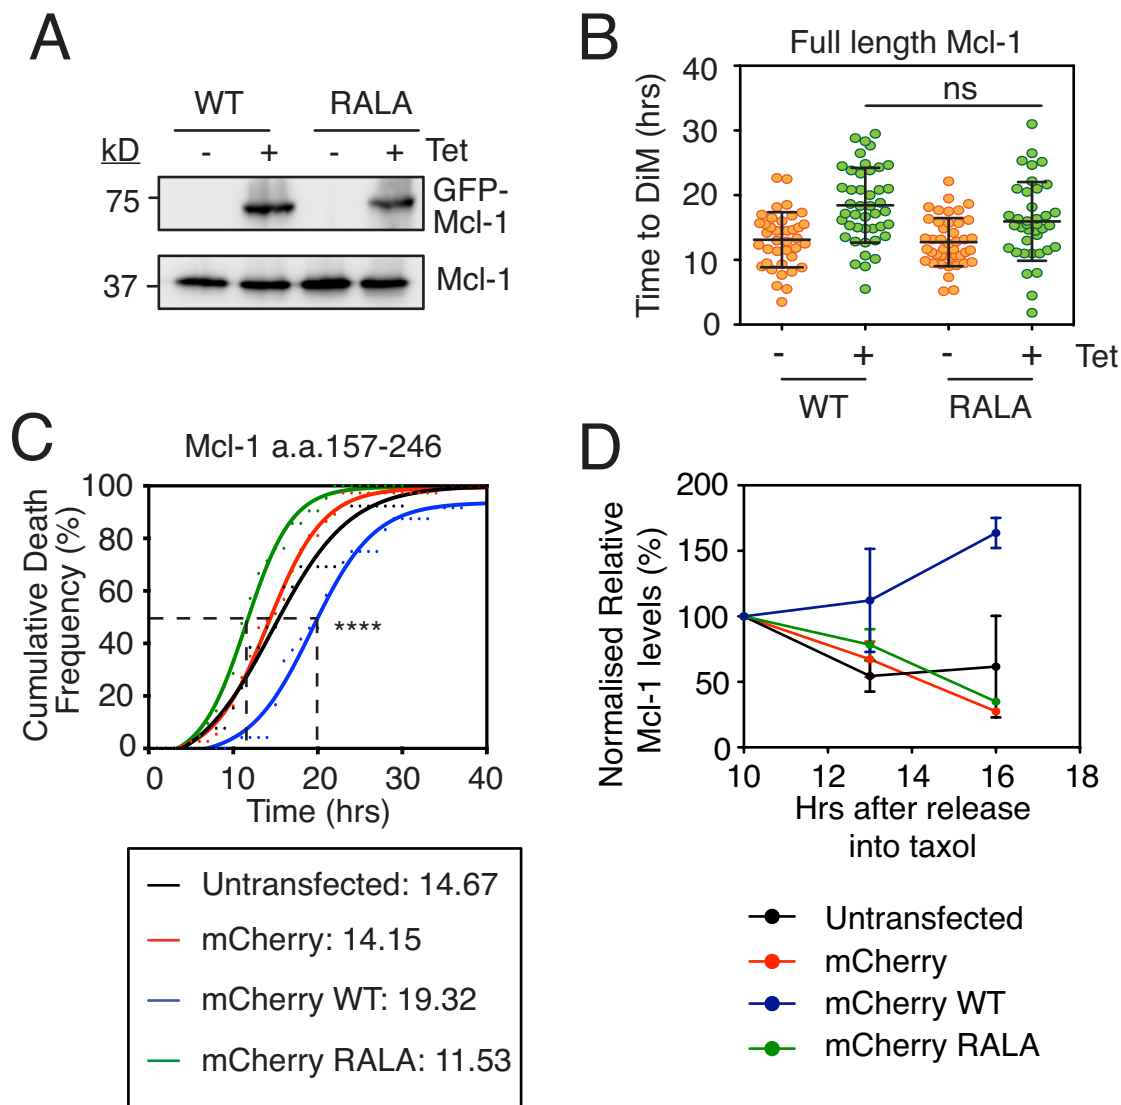 A
WT RALA
kD - + - + Tet
75 GFP-
Mcl-1
37 Mcl-1
B
Full length Mcl-1
Time to DiM (hrs)
40
30
20
10
0
ns
- + - + Tet
WT RALA
C
Mcl-1 a.a.157-246
Cumulative Death
Frequency (%)
100
80
60
40
20
0
****
0 10 20 30 40
Time (hrs)
Untransfected: 14.67
mCherry: 14.15
mCherry WT: 19.32
mCherry RALA: 11.53
D
Normalised Relative
Mcl-1 levels (%)
200
150
100
50
0
10 12 14 16 18
Hrs after release
into taxol
Untransfected
mCherry
mCherry WT
mCherry RALA